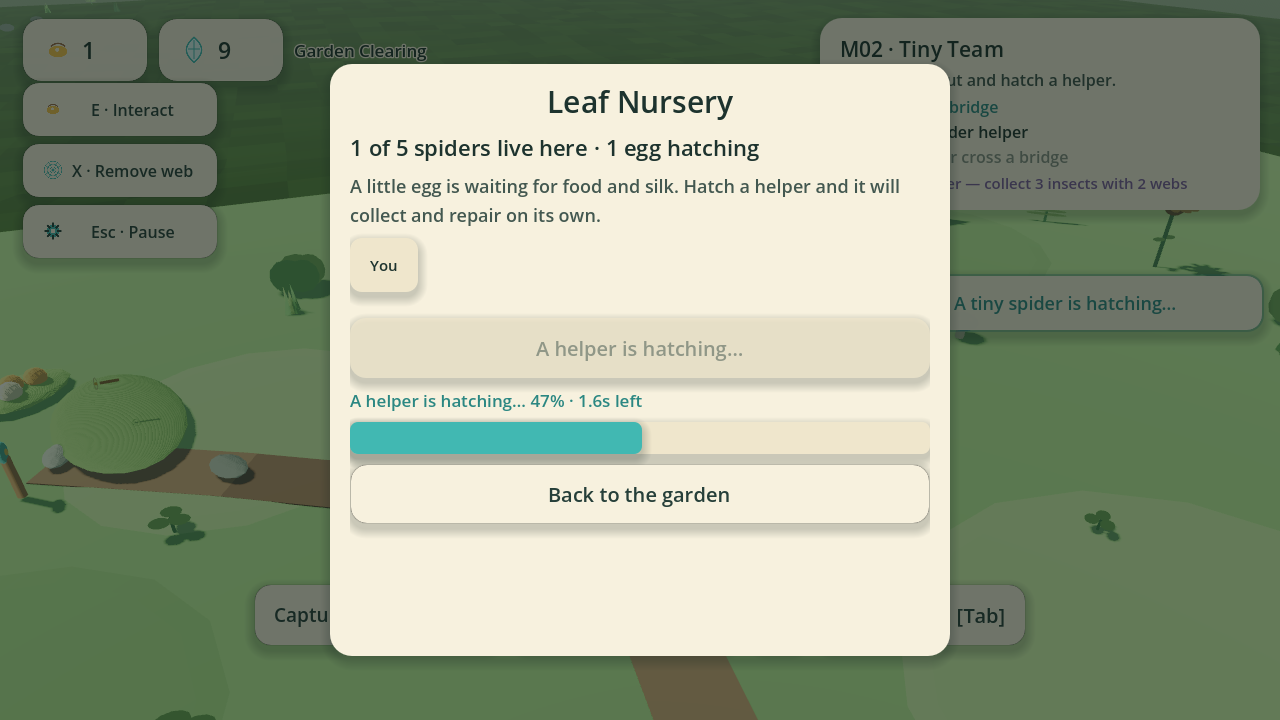 1
9
Garden Clearing
E · Interact
X · Remove web
Esc · Pause
M02 · Tiny Team
ut and hatch a helper.
bridge
der helper
r cross a bridge
er — collect 3 insects with 2 webs
A tiny spider is hatching...
Leaf Nursery
1 of 5 spiders live here · 1 egg hatching
A little egg is waiting for food and silk. Hatch a helper and it will
collect and repair on its own.
You
A helper is hatching...
A helper is hatching... 47% · 1.6s left
Back to the garden
Captu
[Tab]